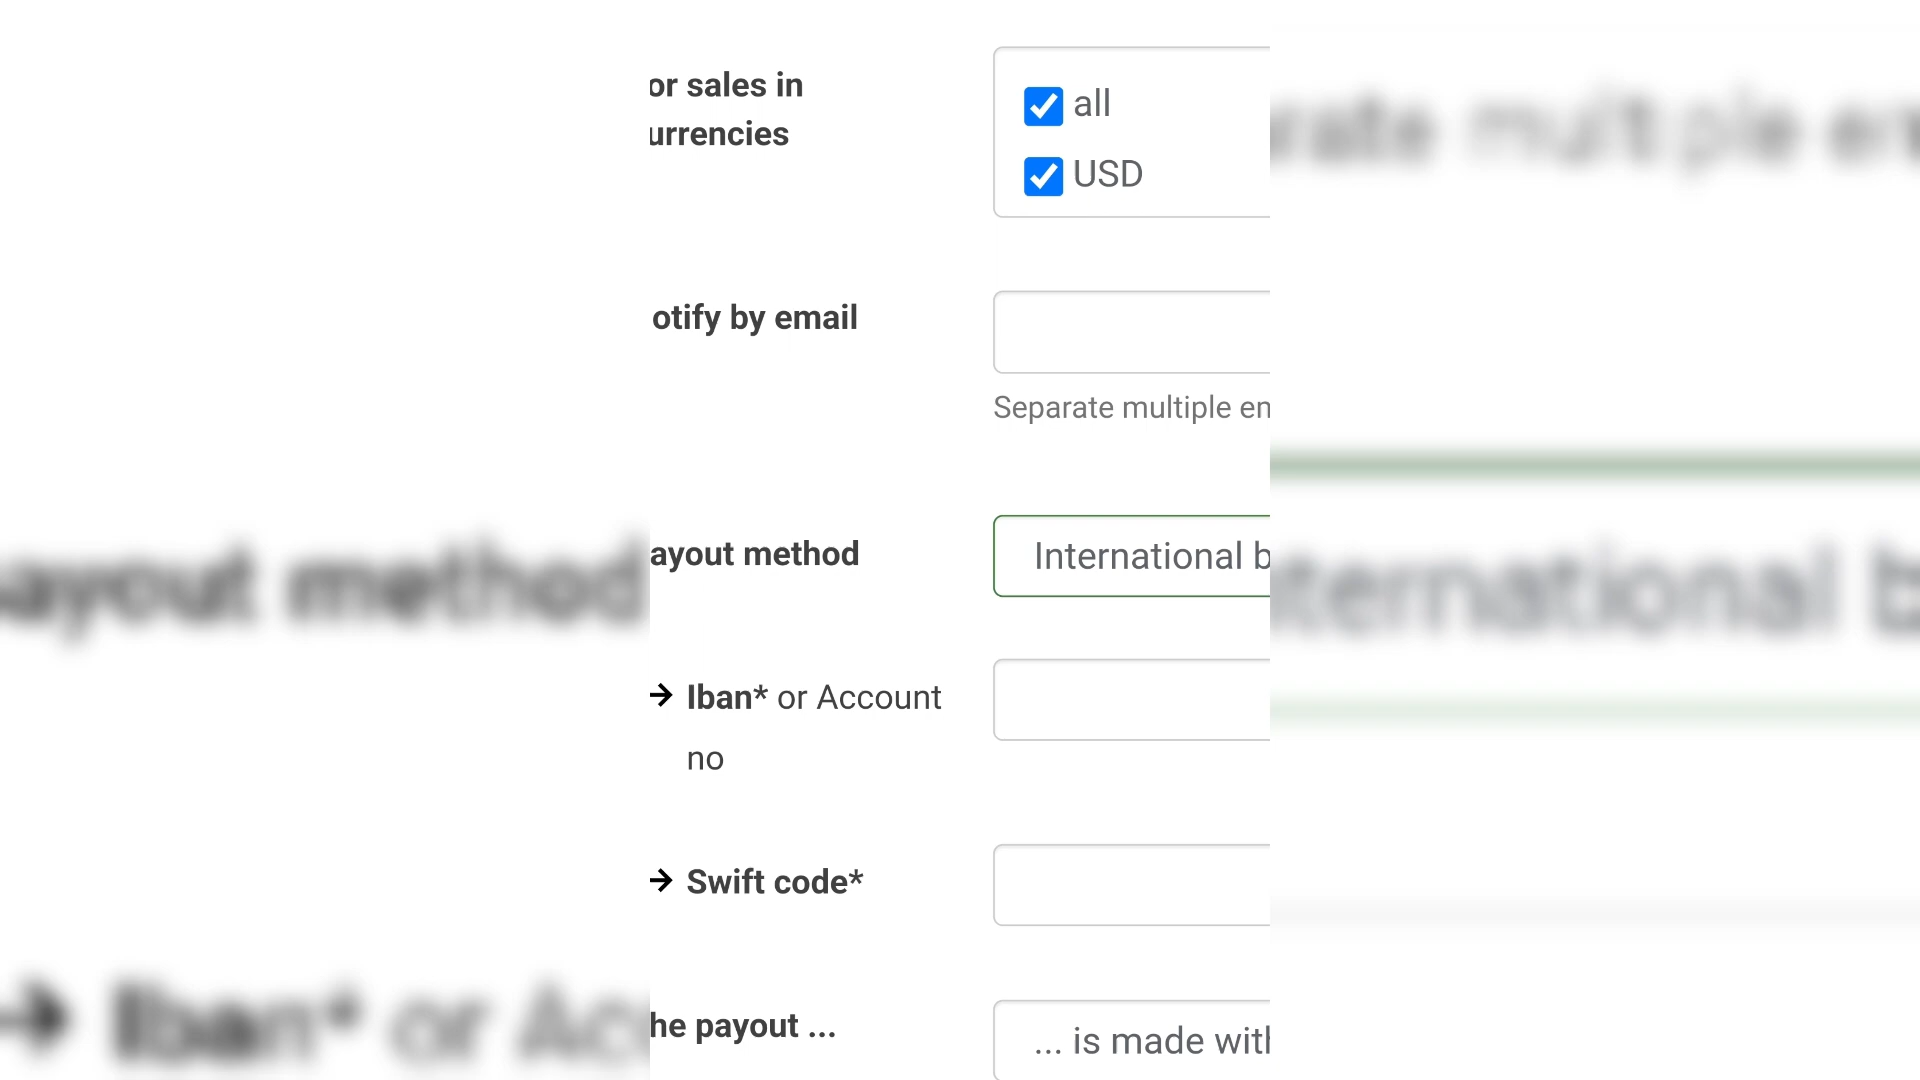 or sales in
urrencies
all
USD
otify by email
Separate multiple en
ayout method
International b
→ Iban* or Account
no
→ Swift code*
he payout ...
... is made with